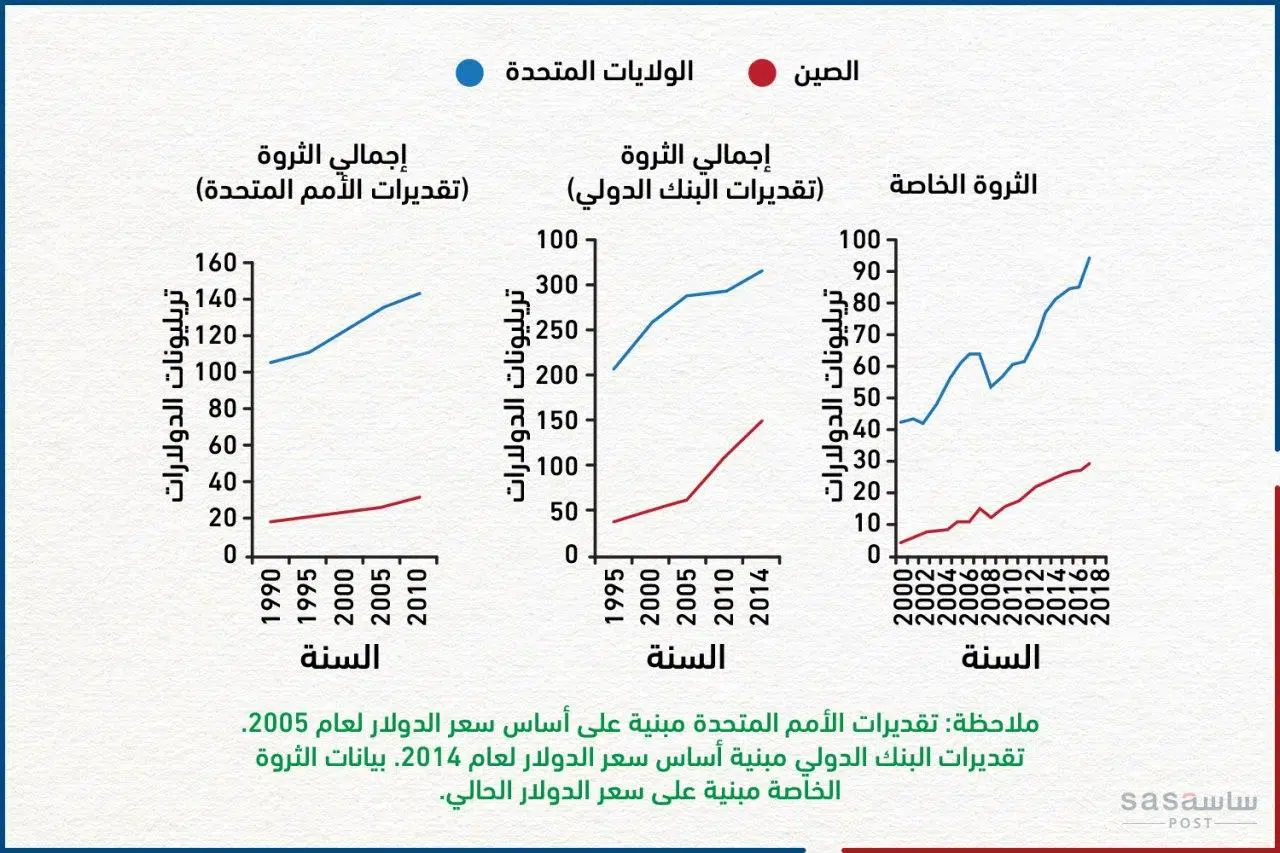 الصين
الولايات المتحدة
الثروة الخاصة
إجمالي الثروة
(تقديرات البنك الدولي)
إجمالي الثروة
(تقديرات الأمم المتحدة)
100
90
80
70
60
50
40
30
20
10
0
تريليونات الدولارات
2000
2002
2004
2006
2008
2010
2012
2014
2016
2018
السنة
100
300
250
200
150
100
50
0
تريليونات الدولارات
1995
2000
2005
2010
2014
السنة
160
140
120
100
80
60
40
20
0
تريليونات الدولارات
1990
1995
2000
2005
2010
السنة
ملاحظة: تقديرات الأمم المتحدة مبنية على أساس سعر الدولار لعام 2005.
تقديرات البنك الدولي مبنية أساس سعر الدولار لعام 2014. بيانات الثروة
الخاصة مبنية على سعر الدولار الحالي.
sasa ساسة
POST